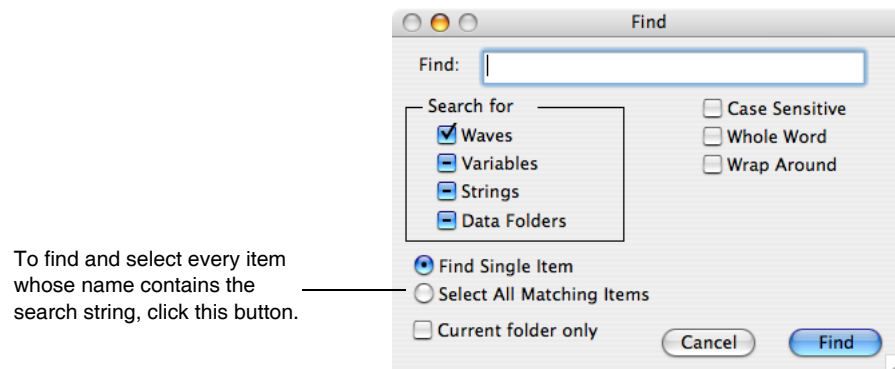 Find
Find:
Search for
Case Sensitive
Waves
Whole Word
Variables
Wrap Around
Strings
Data Folders
To find and select every item
whose name contains the
search string, click this button.
Find Single Item
Select All Matching Items
Current folder only
Cancel
Find